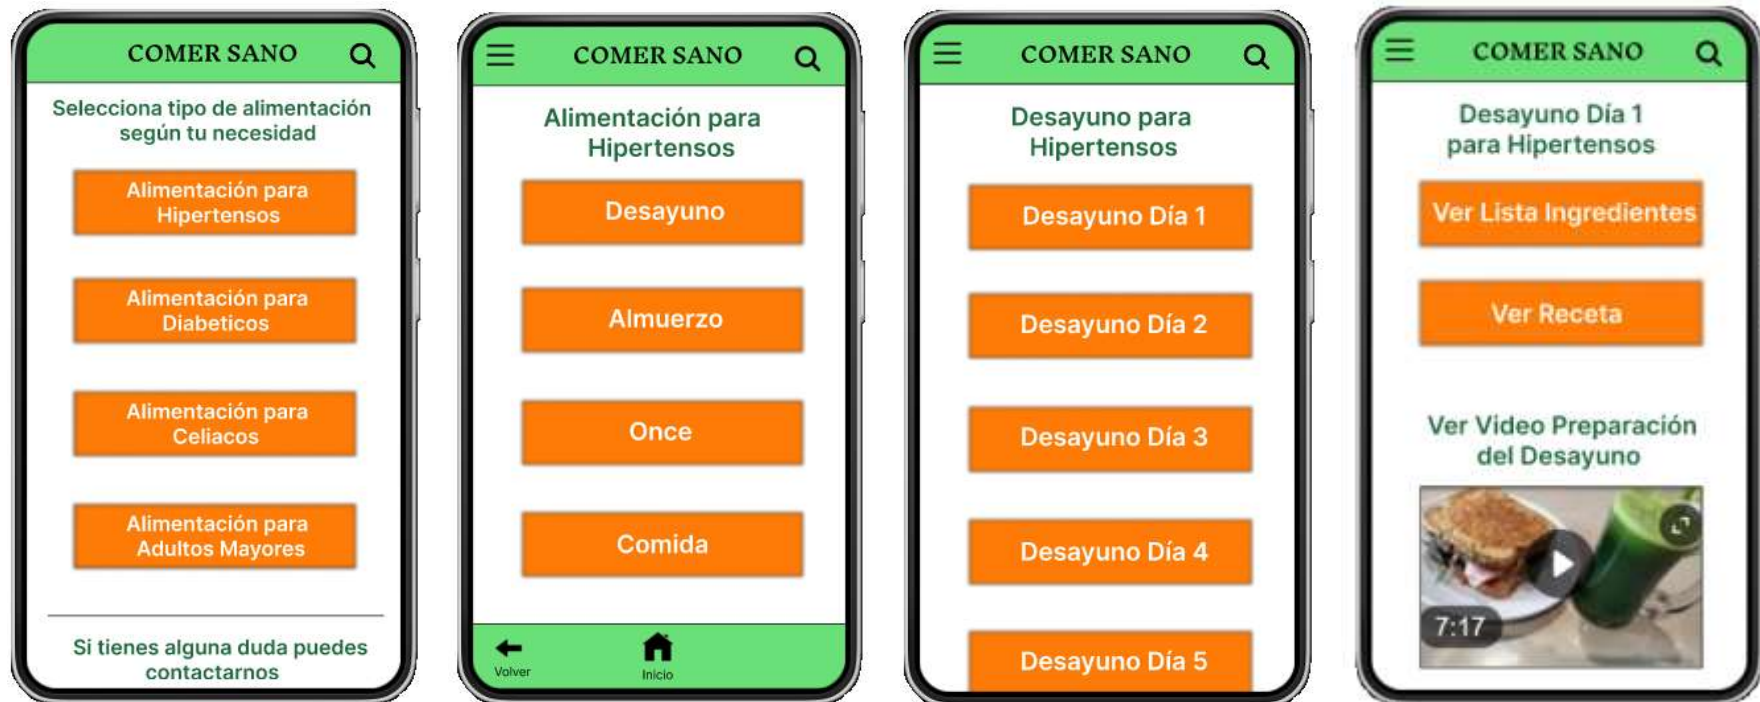 COMER SANO
Selecciona tipo de alimentación
según tu necesidad
Alimentación para
Hipertensos
Alimentación para
Diabeticos
Alimentación para
Celiacos
Alimentación para
Adultos Mayores
Si tienes alguna duda puedes
contactarnos
COMER SANO
Alimentación para
Hipertensos
Desayuno
Almuerzo
Once
Comida
Volver
Inicio
COMER SANO
Desayuno para
Hipertensos
Desayuno Día 1
Desayuno Día 2
Desayuno Día 3
Desayuno Día 4
Desayuno Día 5
COMER SANO
Desayuno Día 1
para Hipertensos
Ver Lista Ingredientes
Ver Receta
Ver Video Preparación
del Desayuno
7:17